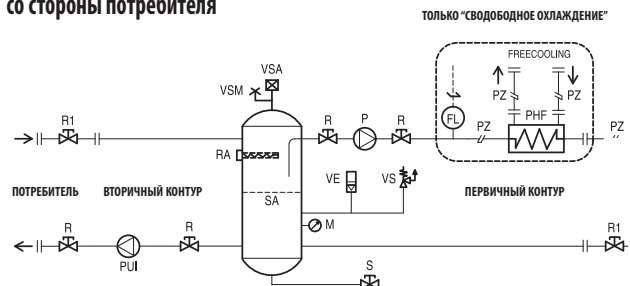 со стороны потребителя
ТОЛЬКО "СВОДОБОДНОЕ ОХЛАЖДЕНИЕ"
FREECOOLING
VSA
VSM
PZ
PZ
R1
R
P
R
FL
PZ
PHF
PZ
RA
VE
VS
ПОТРЕБИТЕЛЬ
ВТОРИЧНЫЙ КОНТУР
ПЕРВИЧНЫЙ КОНТУР
SA
M
R
R
R1
PUI
S